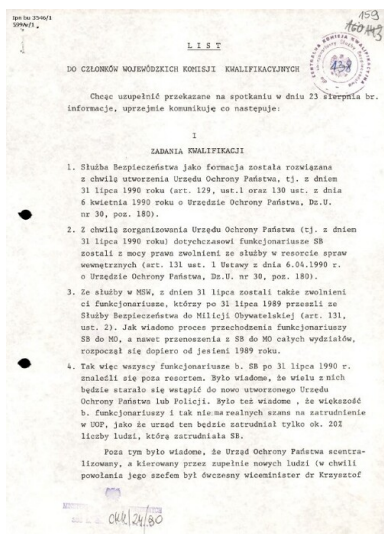 ipn bu 3546/1
599/e/1.
159
L I S T
438
DO CZŁONKÓW WOJEWÓDZKICH KOMISJI KWALIFIKACYJNYCH
Chcąc uzupełnić przekazane na spotkaniu w dniu 23 sierpnia br.
informacje, uprzejmie komunikuję co następuje:
I
ZADANIA KWALIFIKACJI
1. Służba Bezpieczeństwa jako formacja została rozwiązana
z chwilą utworzenia Urzędu Ochrony Państwa, tj. z dniem
31 lipca 1990 roku (art. 129, ust.1 oraz 130 ust. z dnia
6 kwietnia 1990 roku o Urzędzie Ochrony Państwa, Dz.U.
nr 30, poz. 180).
2. Z chwilą zorganizowania Urzędu Ochrony Państwa (tj. z dniem
31 lipca 1990 roku) dotychczasowi funkcjonariusze SB
zostali z mocy prawa zwolnieni ze służby w resorcie spraw
wewnętrznych (art. 131 ust. 1 Ustawy z dnia 6.04.1990 r.
o Urzędzie Ochrony Państwa, Dz.U. nr 30, poz. 180).
3. Ze służby w MSW, z dniem 31 lipca zostali także zwolnieni
ci funkcjonariusze, którzy po 31 lipca 1989 przeszli ze
Służby Bezpieczeństwa do Milicji Obywatelskiej (art. 131,
ust. 2). Jak wiadomo proces przechodzenia funkcjonariuszy
SB do MO, a nawet przenoszenia z SB do MO całych wydziałów,
rozpoczął się dopiero od jesieni 1989 roku.
4. Tak więc wszyscy funkcjonariusze b. SB po 31 lipca 1990 r.
znaleźli się poza resortem. Było wiadome, że wielu z nich
będzie starało się wstąpić do nowo utworzonego Urzędu
Ochrony Państwa lub Policji. Było też wiadome , że większość
b. funkcjonariuszy i tak nie ma realnych szans na zatrudnienie
w UOP, jako że urząd ten będzie zatrudniał tylko ok. 20%
liczby ludzi, którą zatrudniała SB.
Poza tym było wiadome, że Urząd Ochrony Państwa scentra-
lizowany, a kierowany przez zupełnie nowych ludzi (w chwili
powołania jego szefem był ówczesny wiceminister dr Krzysztof
CKK/24/90